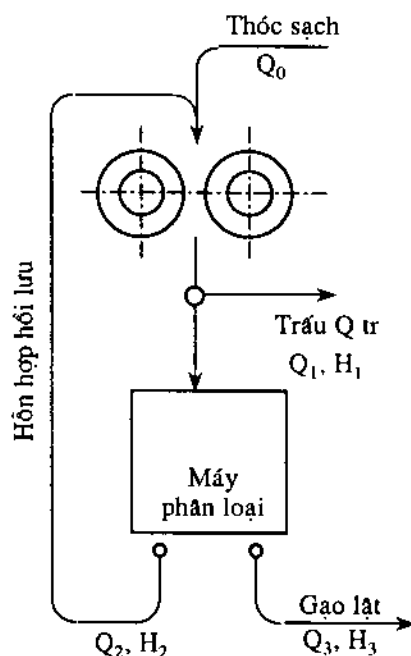 Thóc sạch
Q0
Hỗn hợp hồi lưu
Trấu Q tr
Q1, H1
Máy
phân loại
Gạo lật
Q2, H2
Q3, H3